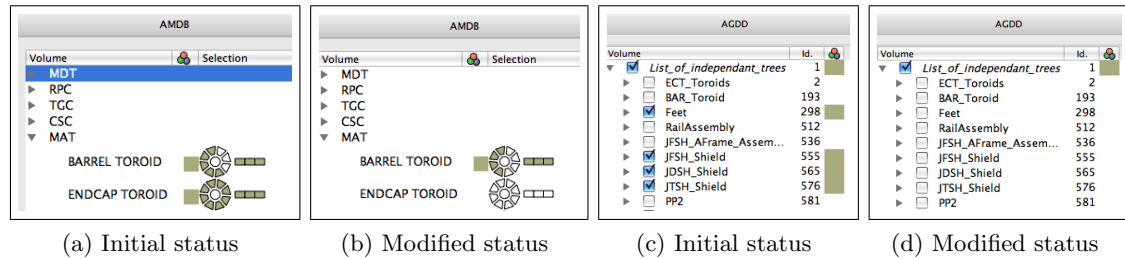 AMDB
Volume Selection
MDT
RPC
TGC
CSC
MAT
BARREL TOROID
ENDCAP TOROID
(a) Initial status
AMDB
Volume Selection
MDT
RPC
TGC
CSC
MAT
BARREL TOROID
ENDCAP TOROID
(b) Modified status
AGDD
Volume Id.
List_of_independant_trees 1
ECT_Toroids 2
BAR_Toroid 193
Feet 298
RailAssembly 512
JFSH_AFrame_Assem... 536
JFSH_Shield 555
JDSH_Shield 565
JTSH_Shield 576
PP2 581
(c) Initial status
AGDD
Volume Id.
List_of_independant_trees 1
ECT_Toroids 2
BAR_Toroid 193
Feet 298
RailAssembly 512
JFSH_AFrame_Assem... 536
JFSH_Shield 555
JDSH_Shield 565
JTSH_Shield 576
PP2 581
(d) Modified status